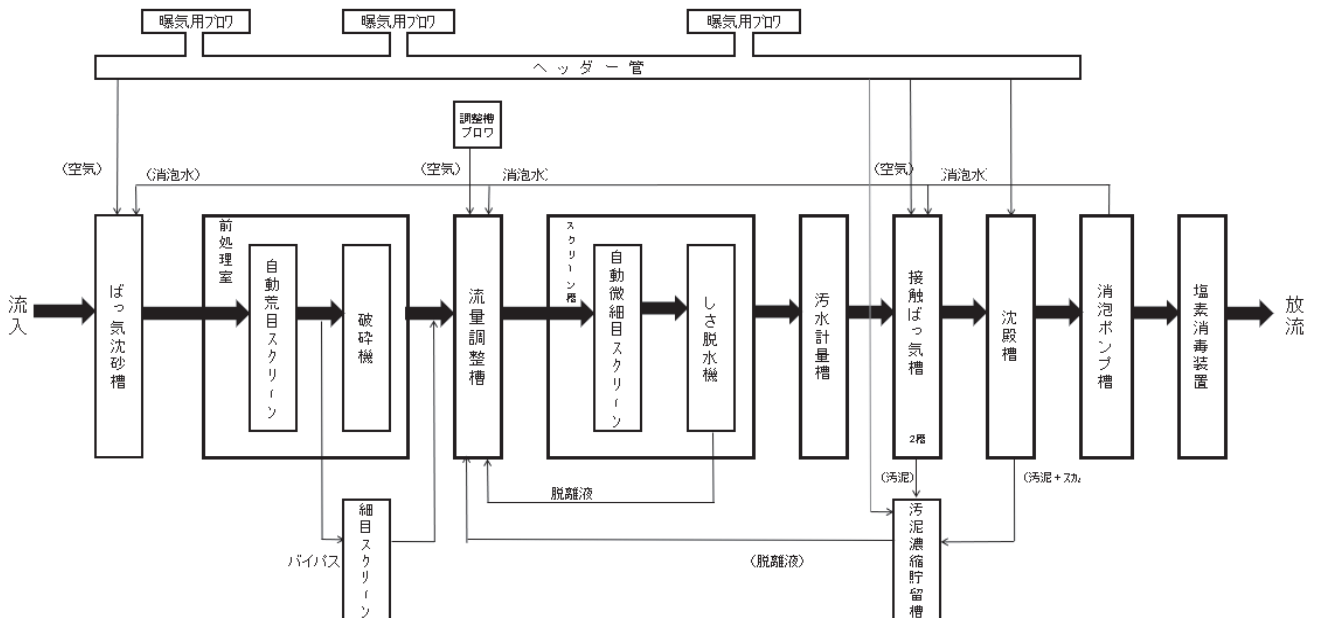 曝気用ブロワ
曝気用ブロワ
曝気用ブロワ
ヘッダー管
調整槽
ブロワ
(空気)
(消泡水)
(空気)
消泡水)
(空気)
(消泡水)
流入
ばっ気沈砂槽
前処理室
自動荒目スクリーン
破砕機
流量調整槽
スクリーン槽
自動微細目スクリーン
しさ脱水機
汚水計量槽
接触ばっ気槽
2槽
沈殿槽
消泡ポンプ槽
塩素消毒装置
放流
(汚泥)
(汚泥+スカム
脱離液
バイパス
細目スクリーン
(脱離液)
汚泥濃縮貯留槽